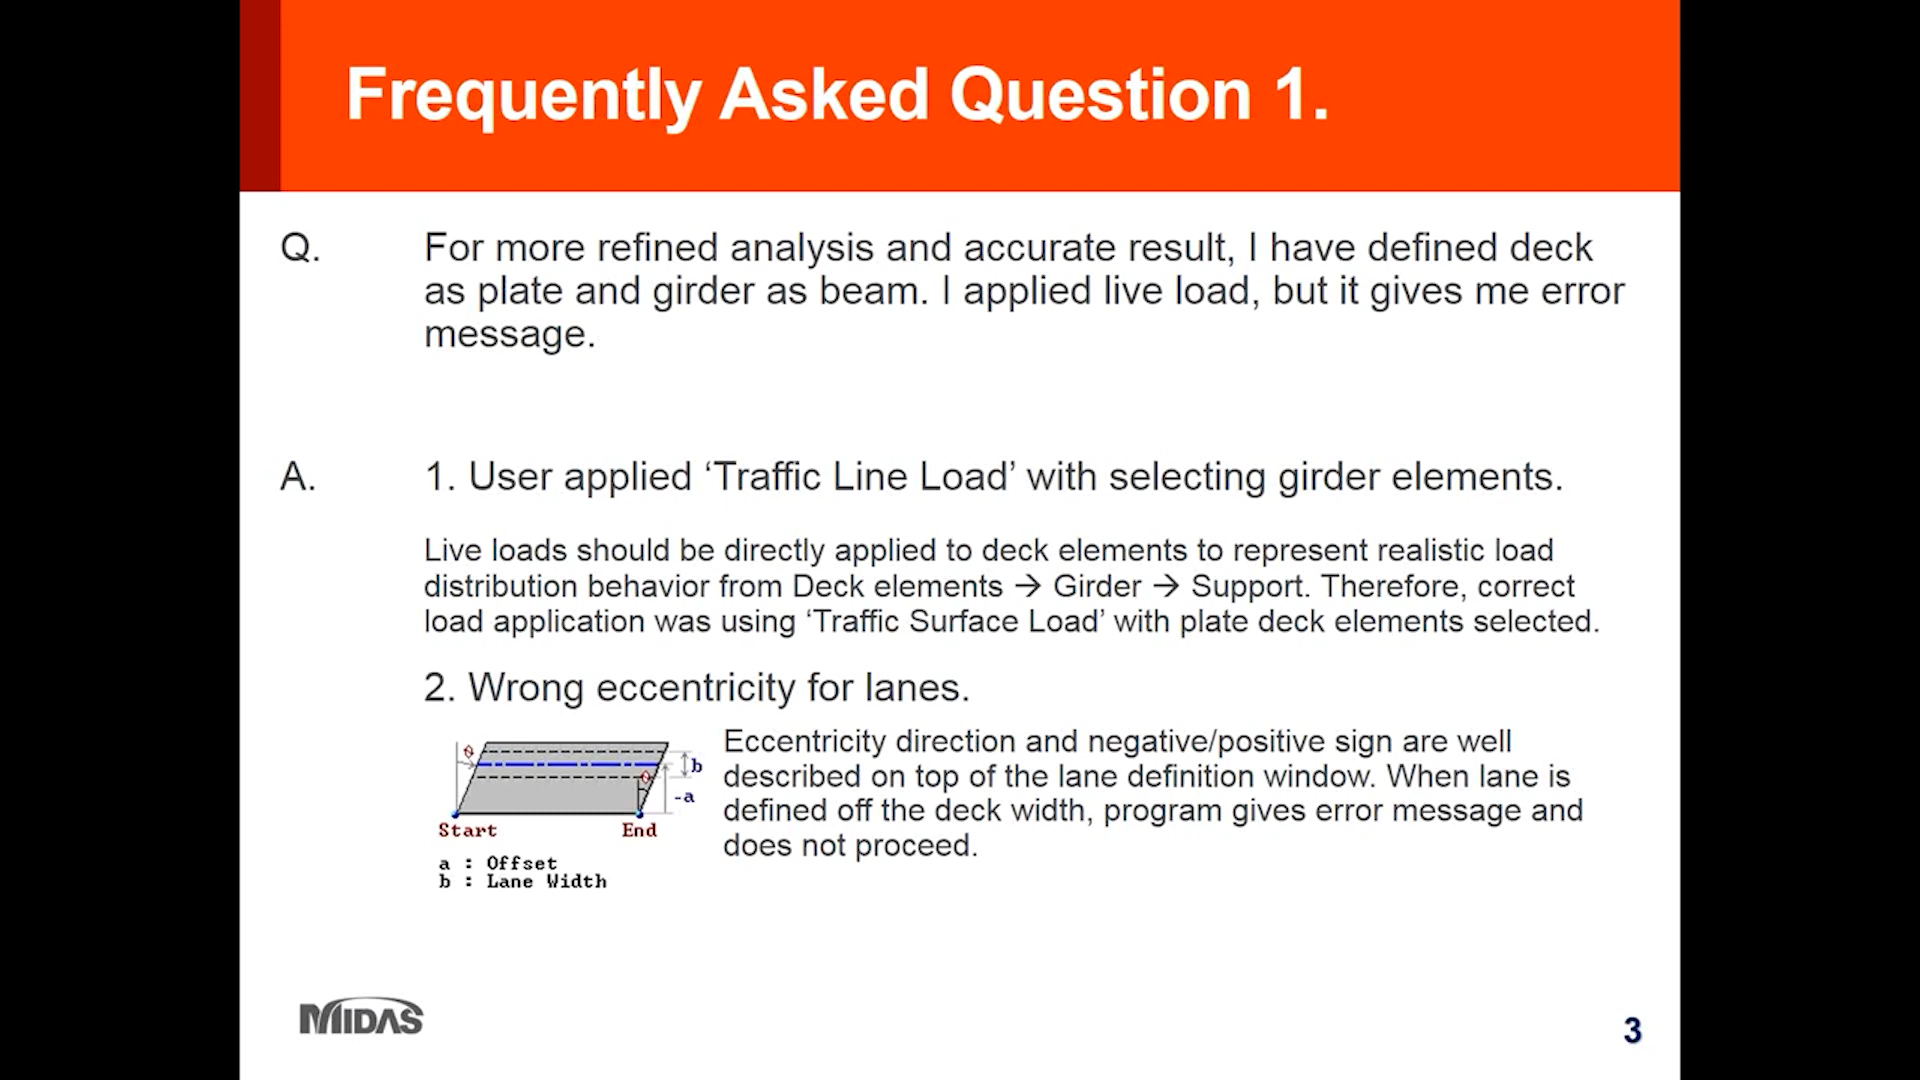 Frequently Asked Question 1.
Q. For more refined analysis and accurate result, I have defined deck
as plate and girder as beam. I applied live load, but it gives me error
message.
A. 1. User applied ‘Traffic Line Load’ with selecting girder elements.
Live loads should be directly applied to deck elements to represent realistic load
distribution behavior from Deck elements → Girder → Support. Therefore, correct
load application was using ‘Traffic Surface Load’ with plate deck elements selected.
2. Wrong eccentricity for lanes.
θ
θ
b
-a
Start End
a : Offset
b : Lane Width
Eccentricity direction and negative/positive sign are well
described on top of the lane definition window. When lane is
defined off the deck width, program gives error message and
does not proceed.
MIDAS
3